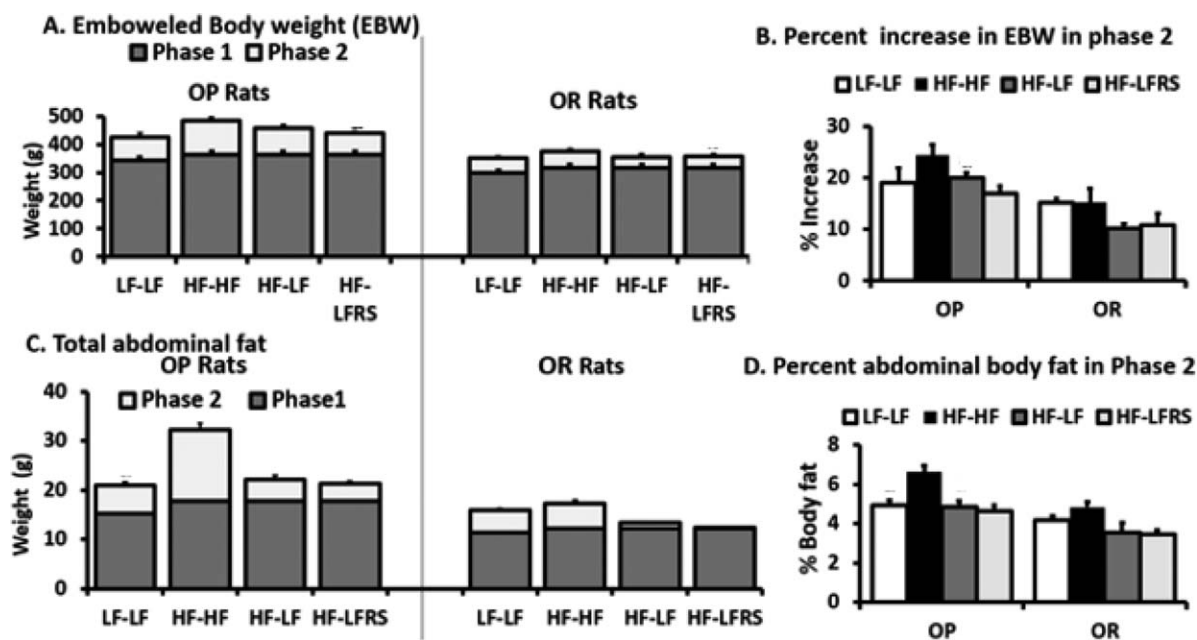 A. Emboweled Body weight (EBW)
Phase 1 Phase 2
OP Rats
OR Rats
Weight (g)
500
400
300
200
100
0
LF-LF HF-HF HF-LF HF-
LFRS
LF-LF HF-HF HF-LF HF-
LFRS
B. Percent increase in EBW in phase 2
LF-LF HF-HF HF-LF HF-LFRS
% Increase
30
20
10
0
OP OR
C. Total abdominal fat
OP Rats
OR Rats
Phase 2 Phase1
Weight (g)
40
30
20
10
0
LF-LF HF-HF HF-LF HF-LFRS
LF-LF HF-HF HF-LF HF-LFRS
D. Percent abdominal body fat in Phase 2
LF-LF HF-HF HF-LF HF-LFRS
% Body fat
8
6
4
2
0
OP OR